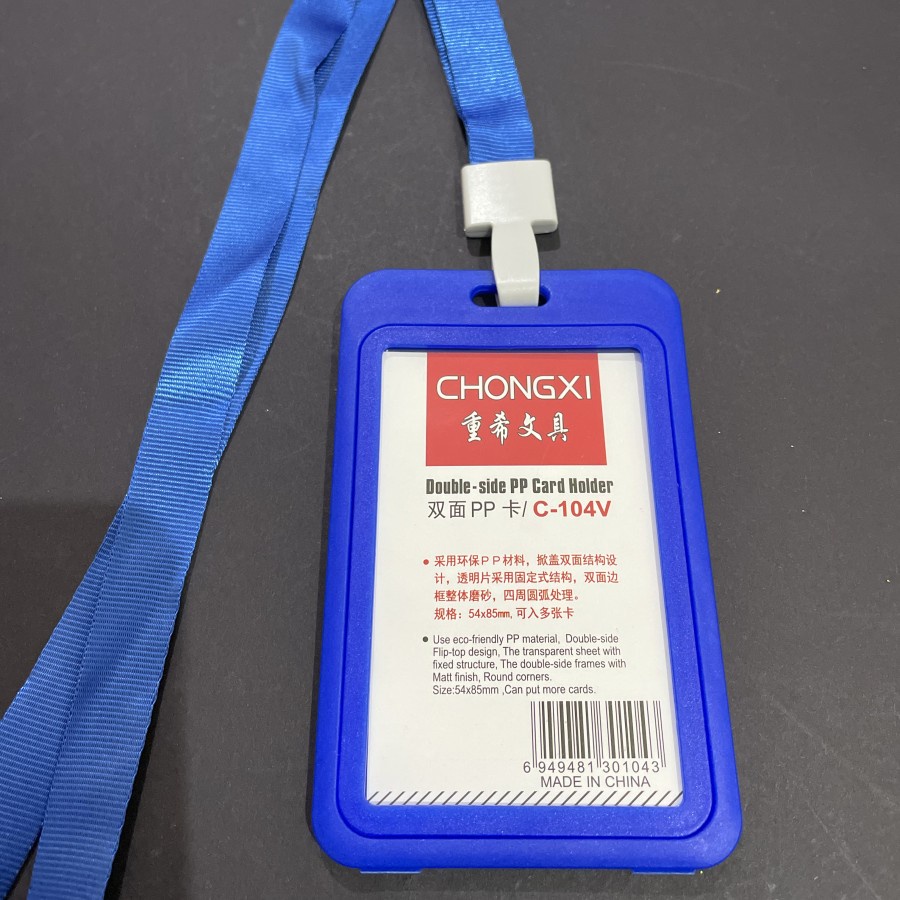 CHONGXI
重希文具
Double-side PP Card Holder
双面PP 卡/ C-104V
• 采用环保PP材料，掀盖双面结构设
计，透明片采用固定式结构，双面边
框整体磨砂，四周圆弧处理。
规格：54x85mm,可入多张卡
• Use eco-friendly PP material, Double-side
Flip-top design, The transparent sheet with
fixed structure, The double-side frames with
Matt finish, Round corners.
Size:54x85mm ,Can put more cards.
6 949481 301043
MADE IN CHINA